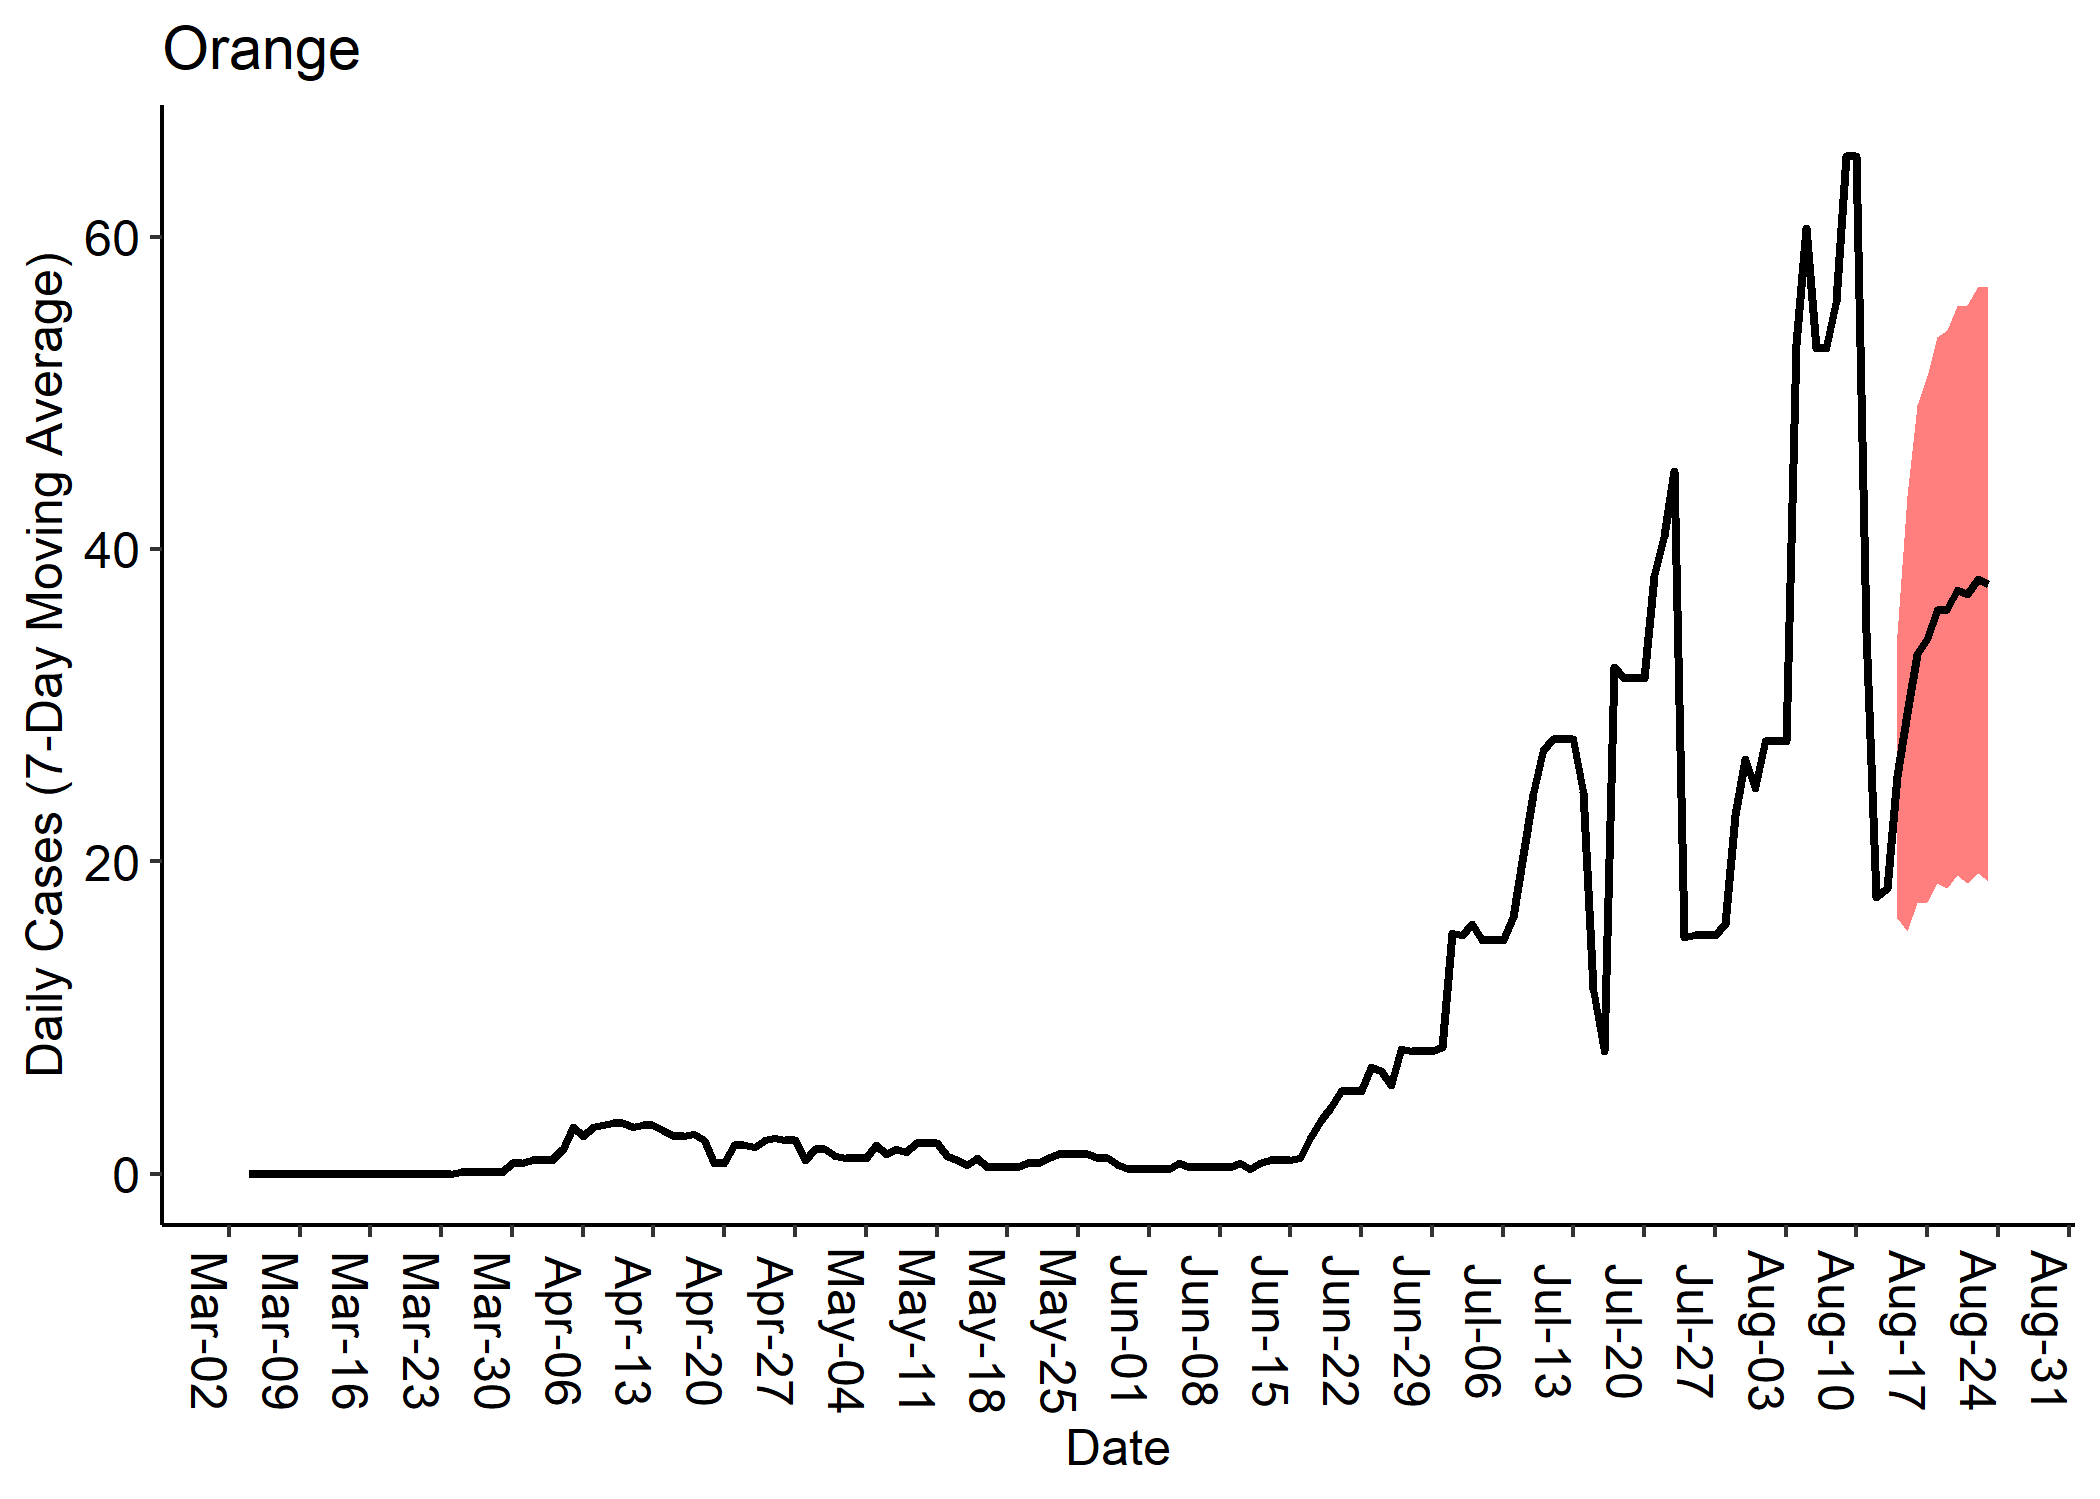 Orange
Daily Cases (7-Day Moving Average)
60
40
20
0
Mar-02
Mar-09
Mar-16
Mar-23
Mar-30
Apr-06
Apr-13
Apr-20
Apr-27
May-04
May-11
May-18
May-25
Jun-01
Jun-08
Jun-15
Jun-22
Jun-29
Jul-06
Jul-13
Jul-20
Jul-27
Aug-03
Aug-10
Aug-17
Aug-24
Aug-31
Date